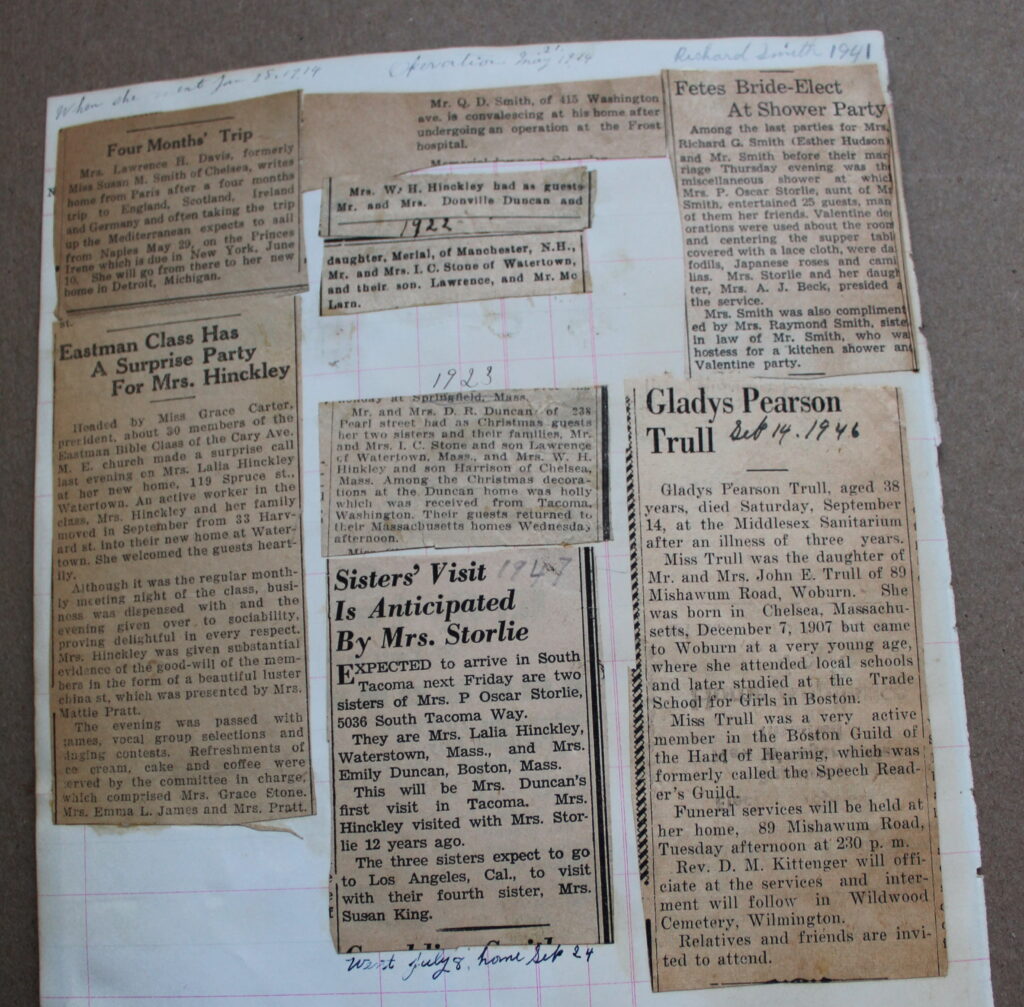 When she went Jan 18. 1914
Four Months' Trip
Mrs. Lawrence H. Davis, formerly
Miss Susan M. Smith of Chelsea, writes
home from Paris after a four months
trip to England, Scotland, Ireland
and Germany and often taking the trip
up the Mediterranean expects to sail
from Naples May 29, on the Princes
Irene which is due in New York, June
10. She will go from there to her new
home in Detroit, Michigan.
st.
Eastman Class Has
A Surprise Party
For Mrs. Hinckley
Headed by Miss Grace Carter,
president, about 30 members of the
Eastman Bible Class of the Cary Ave.
M. E. church made a surprise call
last evening on Mrs. Lalia Hinckley
at her new home, 119 Spruce st.,
Watertown. An active worker in the
class, Mrs. Hinckley and her family
moved in September from 33 Harv-
ard st. into their new home at Water-
town. She welcomed the guests heart-
ily.
Although it was the regular month-
ly meeting night of the class, busi-
ness was dispensed with and the
evening given over to sociability,
proving delightful in every respect.
Mrs. Hinckley was given substantial
evidence of the good-will of the mem-
bers in the form of a beautiful luster
china st, which was presented by Mrs.
Mattie Pratt.
The evening was passed with
games, vocal group selections and
singing contests. Refreshments of
ce cream, cake and coffee were
erved by the committee in charge,
which comprised Mrs. Grace Stone,
Mrs. Emma L. James and Mrs. Pratt.
Operation May 21 1914
Mr. Q. D. Smith, of 415 Washington
ave. is convalescing at his home after
undergoing an operation at the Frost
hospital.
Mrs. W. H. Hinckley had as guests
Mr. and Mrs. Donville Duncan and
1922
daughter, Merial, of Manchester, N.H.,
Mr. and Mrs. I. C. Stone of Watertown,
and their son, Lawrence, and Mr. Mc
Larn.
1923
at Springfield, Mass.
Mr. and Mrs. D. R. Duncan of 238
Pearl street had as Christmas guests
her two sisters and their families, Mr.
and Mrs. I. C. Stone and son Lawrence
of Watertown, Mass., and Mrs. W. H.
Hinkley and son Harrison of Chelsea,
Mass. Among the Christmas decora-
tions at the Duncan home was holly
which was received from Tacoma,
Washington. Their guests returned to
their Massachusetts homes Wednesday
afternoon.
Sisters' Visit 1947
Is Anticipated
By Mrs. Storlie
EXPECTED to arrive in South
Tacoma next Friday are two
sisters of Mrs. P Oscar Storlie,
5036 South Tacoma Way.
They are Mrs. Lalia Hinckley,
Waterstown, Mass., and Mrs.
Emily Duncan, Boston, Mass.
This will be Mrs. Duncan's
first visit in Tacoma. Mrs.
Hinckley visited with Mrs. Stor-
lie 12 years ago.
The three sisters expect to go
to Los Angeles, Cal., to visit
with their fourth sister, Mrs.
Susan King.
Went July 8, home Sept 24
Richard Smith 1941
Fetes Bride-Elect
At Shower Party
Among the last parties for Mrs.
Richard G. Smith (Esther Hudson)
and Mr. Smith before their mar
riage Thursday evening was the
miscellaneous shower at whic
Mrs. P. Oscar Storlie, aunt of Mr
Smith, entertained 25 guests, man
of them her friends. Valentine de
orations were used about the room
and centering the supper tabl
covered with a lace cloth, were da
fodils, Japanese roses and cami
lias. Mrs. Storlie and her daugh
ter, Mrs. A. J. Beck, presided a
the service.
Mrs. Smith was also compliment
ed by Mrs. Raymond Smith, siste
in law of Mr. Smith, who wa
hostess for a kitchen shower an
Valentine party.
Gladys Pearson
Trull Sept 14. 1946
Gladys Pearson Trull, aged 38
years, died Saturday, September
14, at the Middlesex Sanitarium
after an illness of three years.
Miss Trull was the daughter of
Mr. and Mrs. John E. Trull of 89
Mishawum Road, Woburn. She
was born in Chelsea, Massachu-
setts, December 7, 1907 but came
to Woburn at a very young age,
where she attended local schools
and later studied at the Trade
School for Girls in Boston.
Miss Trull was a very active
member in the Boston Guild of
the Hard of Hearing, which was
formerly called the Speech Read-
er's Guild.
Funeral services will be held at
her home, 89 Mishawum Road,
Tuesday afternoon at 230 p. m.
Rev. D. M. Kittenger will offi-
ciate at the services and inter-
ment will follow in Wildwood
Cemetery, Wilmington.
Relatives and friends are invi-
ted to attend.